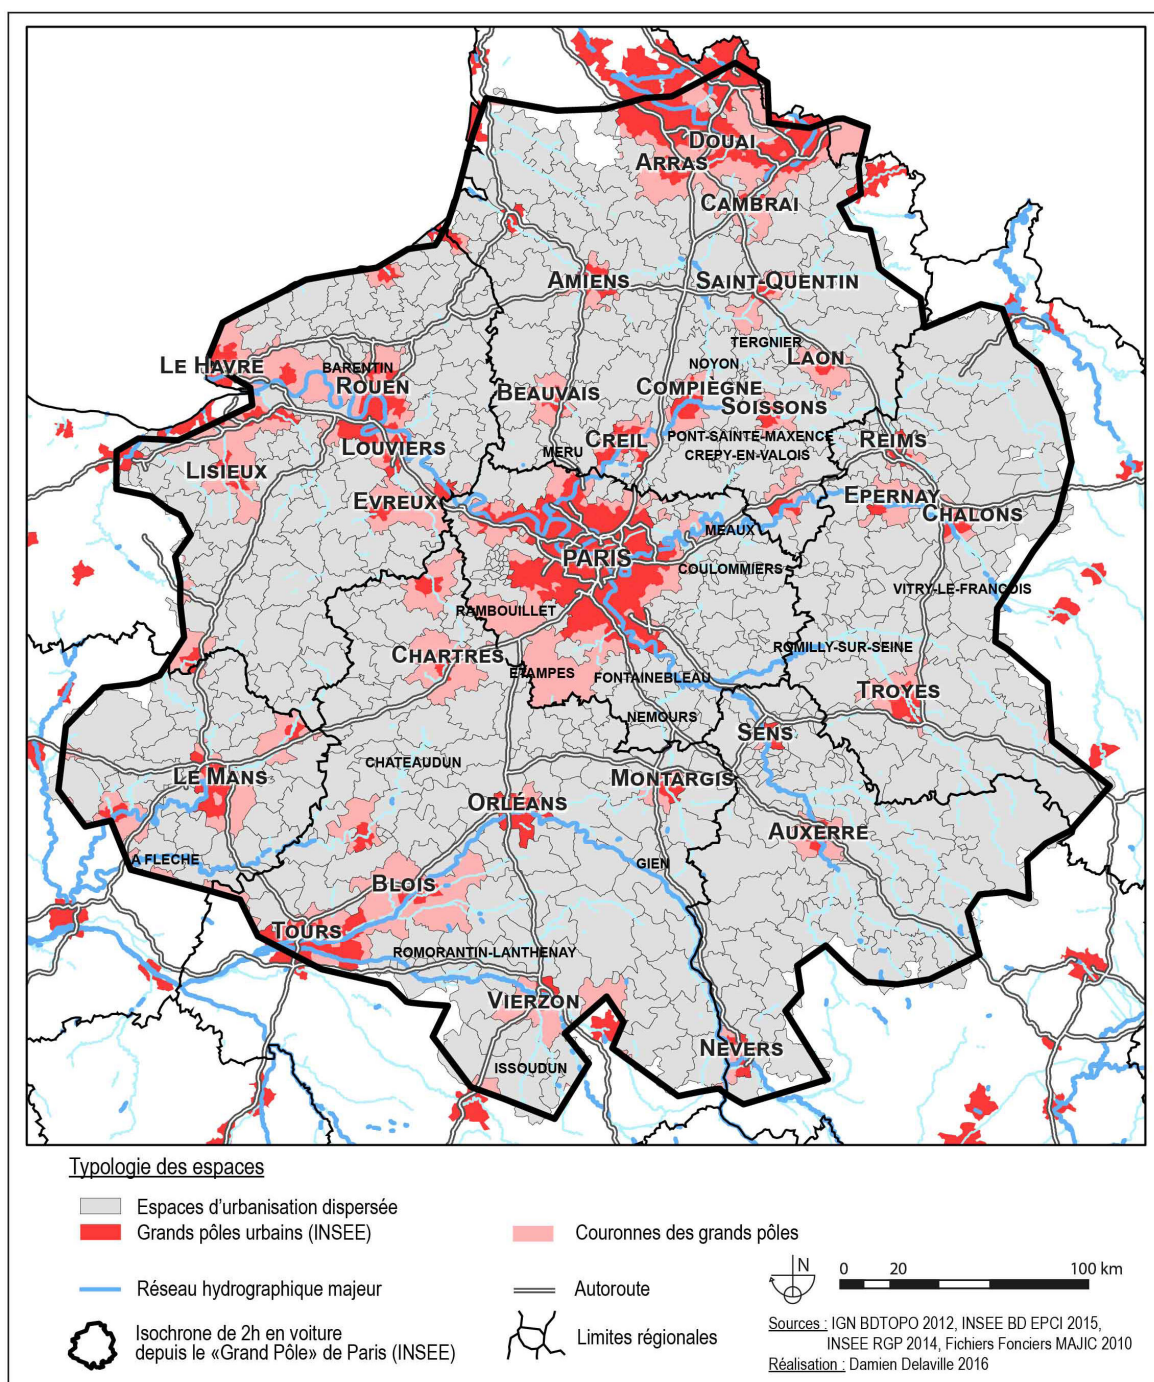 DOUAI
ARRAS
CAMBRAI
AMIENS
SAINT-QUENTIN
TERGNIER
LAON
NOYON
LE HAVRE
BARENTIN
ROUEN
BEAUVAIS
COMPIÈGNE
SOISSONS
LOUVIERS
CREIL
PONT-SAINTE-MAXENCE
REIMS
MERU
CREPY-EN-VALOIS
LISIEUX
EVREUX
EPERNAY
CHALONS
MEAUX
PARIS
COULOMMIERS
VITRY-LE-FRANÇOIS
RAMBOUILLET
ROMILLY-SUR-SEINE
CHARTRES
ETAMPES
FONTAINEBLEAU
TROYES
NEMOURS
SENS
CHATEAUDUN
LE MANS
MONTARGIS
ORLÉANS
AUXERRE
A FLECHE
GIEN
BLOIS
TOURS
ROMORANTIN-LANTHENAY
VIERZON
NEVERS
ISSOUDUN
Typologie des espaces
Espaces d’urbanisation dispersée
Grands pôles urbains (INSEE)
Couronnes des grands pôles
Réseau hydrographique majeur
Autoroute
Isochrone de 2h en voiture
depuis le «Grand Pôle» de Paris (INSEE)
Limites régionales
N
0 20 100 km
Sources : IGN BDTOPO 2012, INSEE BD EPCI 2015,
INSEE RGP 2014, Fichiers Fonciers MAJIC 2010
Réalisation : Damien Delaville 2016